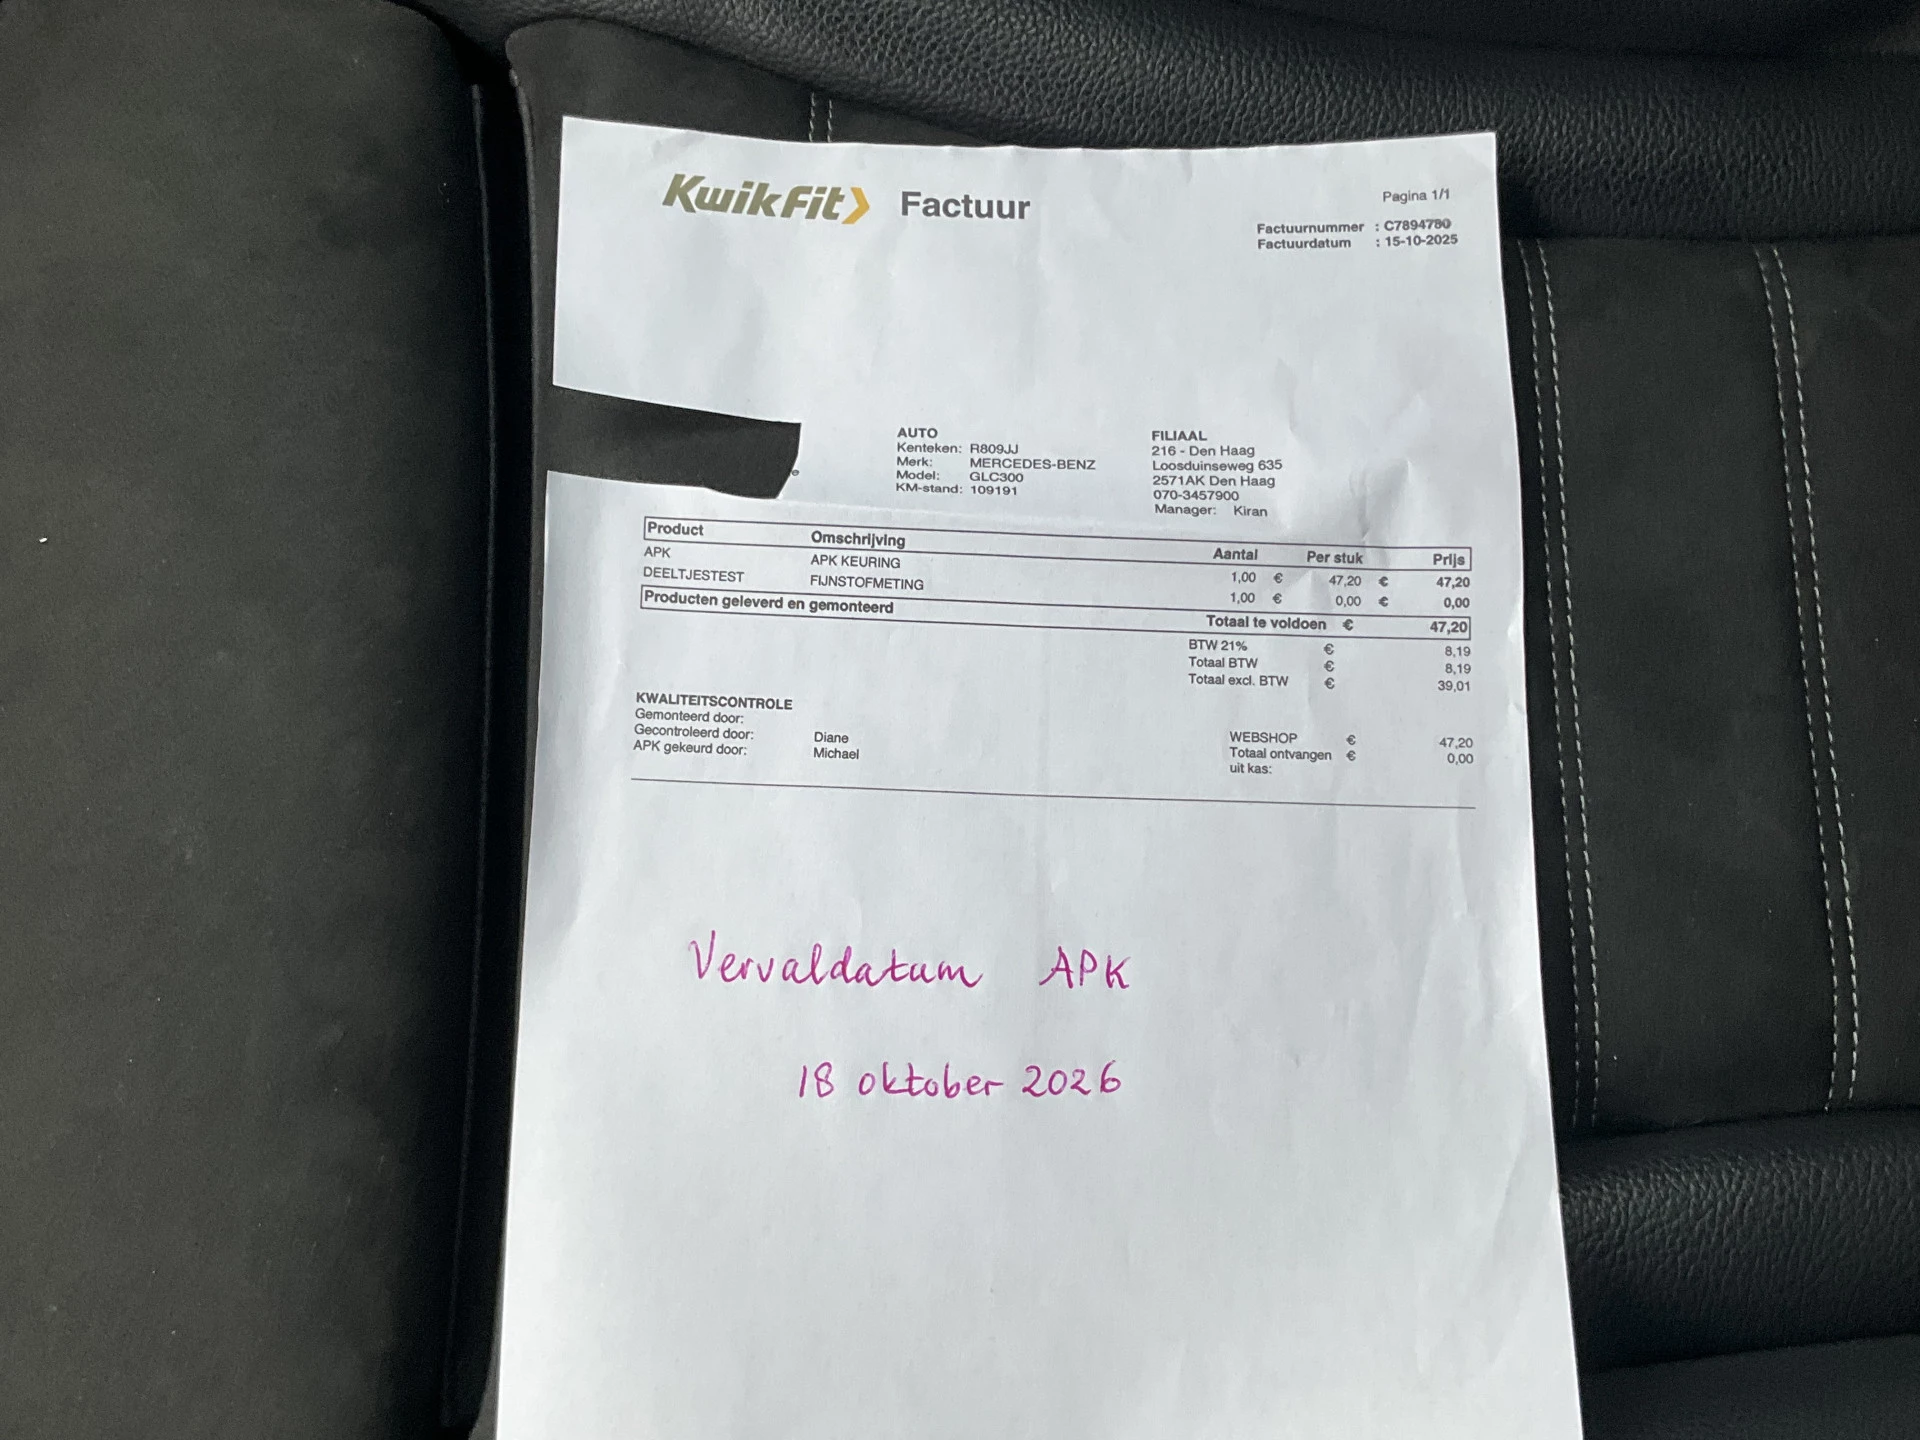 KwikFit Factuur
Pagina 1/1
Factuurnummer : C7894780
Factuurdatum : 15-10-2025
AUTO
Kenteken: R809JJ
Merk: MERCEDES-BENZ
Model: GLC300
KM-stand: 109191
FILIAAL
216 - Den Haag
Loosduinseweg 635
2571AK Den Haag
070-3457900
Manager: Kiran
Product Omschrijving Aantal Per stuk Prijs
APK APK KEURING 1,00 € 47,20 € 47,20
DEELTJESTEST FIJNSTOFMETING 1,00 € 0,00 € 0,00
Producten geleverd en gemonteerd Totaal te voldoen € 47,20
BTW 21% € 8,19
Totaal BTW € 8,19
Totaal excl. BTW € 39,01
KWALITEITSCONTROLE
Gemonteerd door:
Gecontroleerd door: Diane
APK gekeurd door: Michael
WEBSHOP € 47,20
Totaal ontvangen € 0,00
uit kas:
Vervaldatum APK
18 oktober 2026